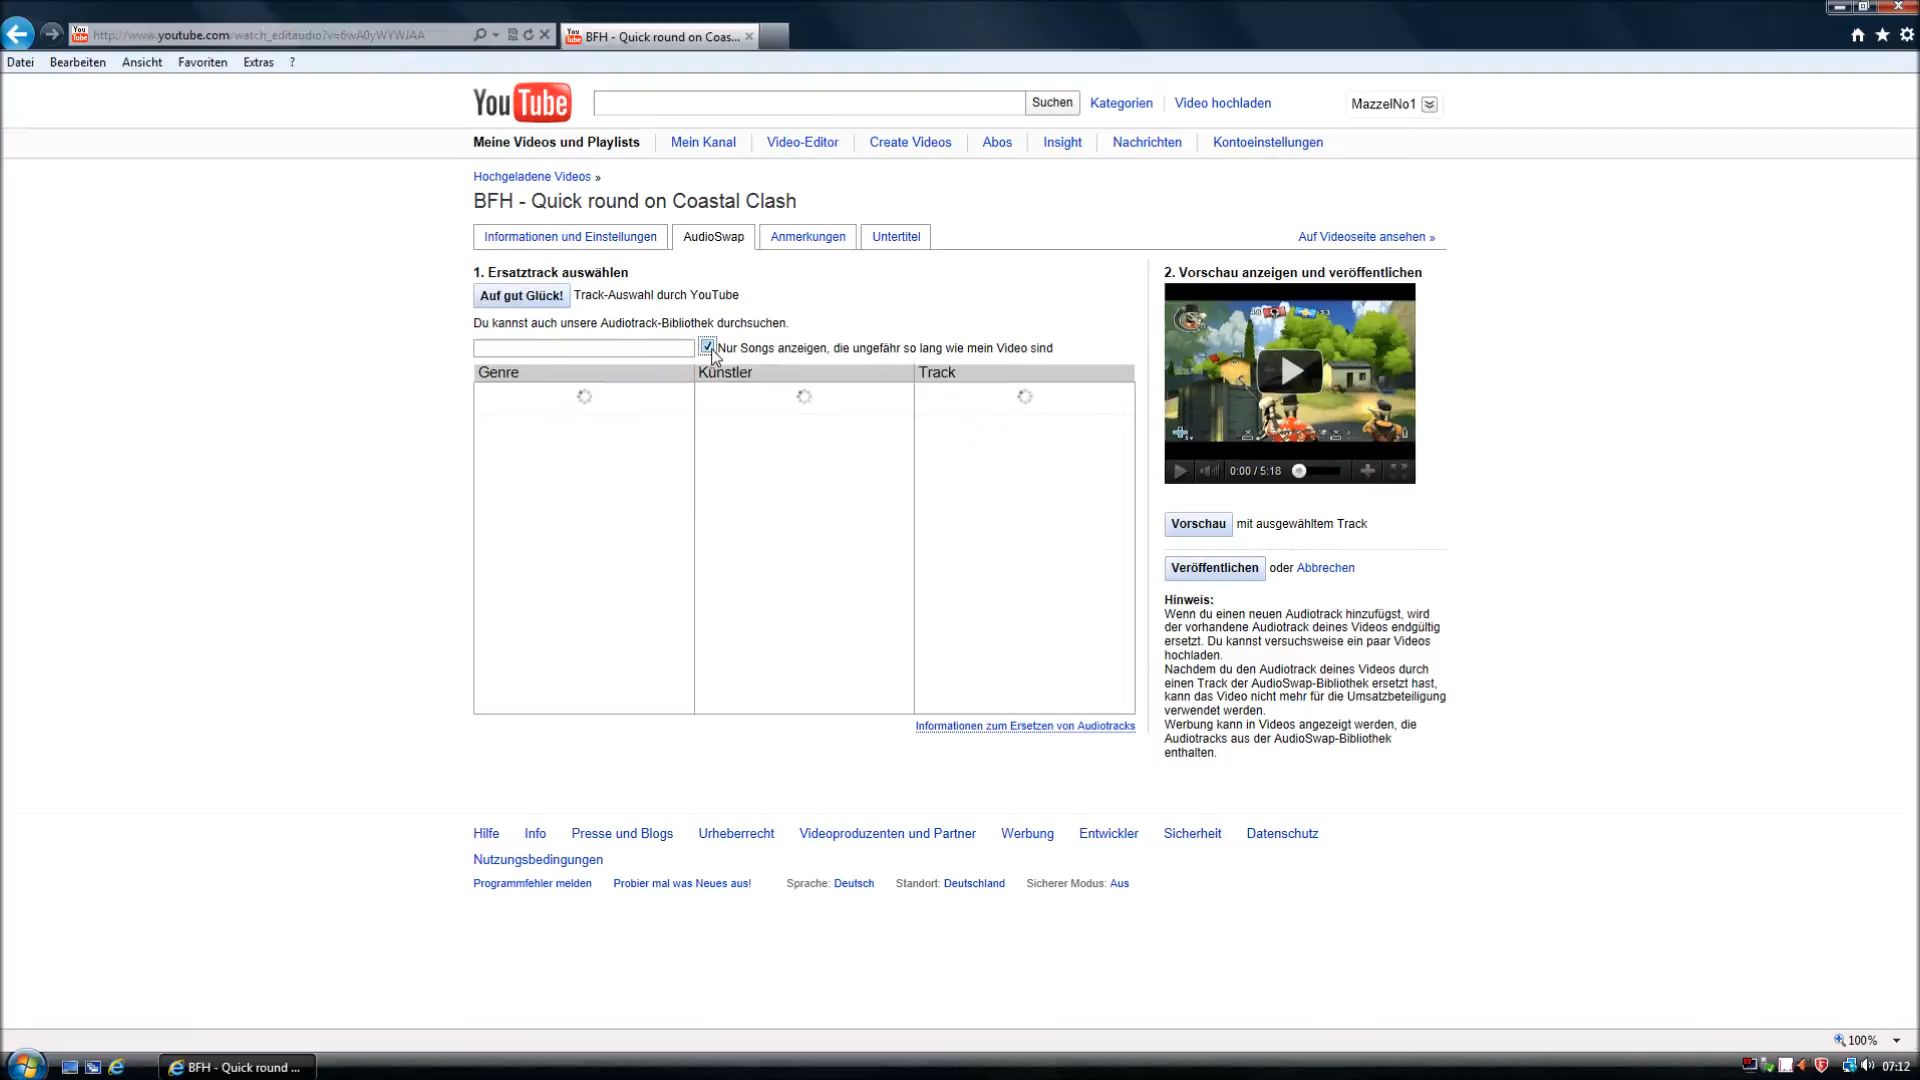 http://www.youtube.com/watch_editaudio?v=6wA0yWYWJAA
BFH - Quick round on Coas...
Datei Bearbeiten Ansicht Favoriten Extras ?
YouTube
Suchen
Kategorien
Video hochladen
MazzelNo1
Meine Videos und Playlists
Mein Kanal
Video-Editor
Create Videos
Abos
Insight
Nachrichten
Kontoeinstellungen
Hochgeladene Videos »
BFH - Quick round on Coastal Clash
Informationen und Einstellungen
AudioSwap
Anmerkungen
Untertitel
Auf Videoseite ansehen »
1. Ersatztrack auswählen
Auf gut Glück! Track-Auswahl durch YouTube
Du kannst auch unsere Audiotrack-Bibliothek durchsuchen.
Nur Songs anzeigen, die ungefähr so lang wie mein Video sind
Genre
Künstler
Track
Informationen zum Ersetzen von Audiotracks
2. Vorschau anzeigen und veröffentlichen
0:00 / 5:18
Vorschau mit ausgewähltem Track
Veröffentlichen oder Abbrechen
Hinweis:
Wenn du einen neuen Audiotrack hinzufügst, wird
der vorhandene Audiotrack deines Videos endgültig
ersetzt. Du kannst versuchsweise ein paar Videos
hochladen.
Nachdem du den Audiotrack deines Videos durch
einen Track der AudioSwap-Bibliothek ersetzt hast,
kann das Video nicht mehr für die Umsatzbeteiligung
verwendet werden.
Werbung kann in Videos angezeigt werden, die
Audiotracks aus der AudioSwap-Bibliothek
enthalten.
Hilfe Info Presse und Blogs Urheberrecht Videoproduzenten und Partner Werbung Entwickler Sicherheit Datenschutz
Nutzungsbedingungen
Programmfehler melden Probier mal was Neues aus! Sprache: Deutsch Standort: Deutschland Sicherer Modus: Aus
100%
BFH - Quick round ...
07:12